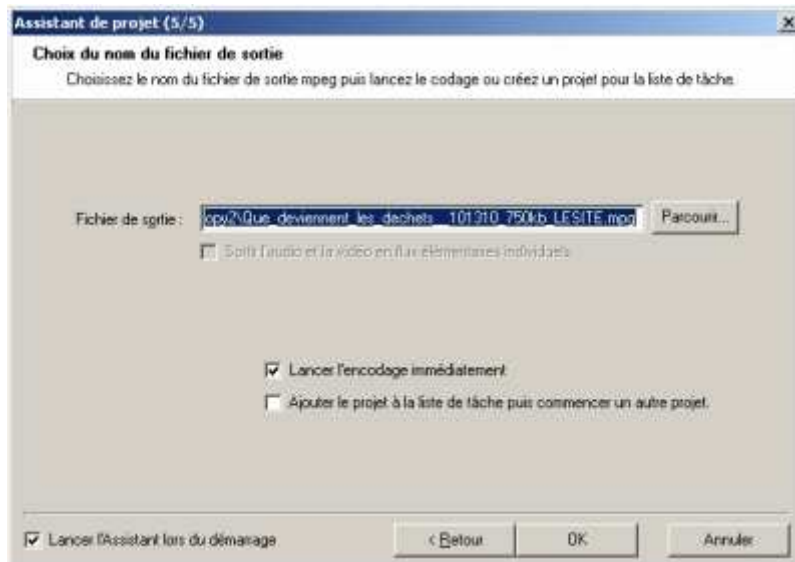 Assistant de projet (5/5)
Choix du nom du fichier de sortie
Choisissez le nom du fichier de sortie mpeg puis lancez le codage ou créez un projet pour la liste de tâche.
Fichier de sortie : opy2\Que_deviennent_les_dechets__101310_750kb_LESITE.mpg Parcourir...
Sortir l'audio et la vidéo en flux élémentaires individuels
Lancer l'encodage immédiatement
Ajouter le projet à la liste de tâche puis commencer un autre projet.
Lancer l'Assistant lors du démarrage < Retour OK Annuler